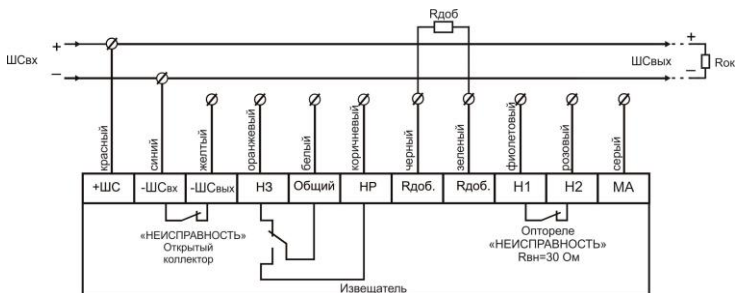 Rдоб
+
+
ШСвх
ШСвых
Rок
–
–
красный
синий
желтый
оранжевый
белый
коричневый
черный
зеленый
фиолетовый
розовый
серый
+ШС
-ШСвх
-ШСвых
НЗ
Общий
НР
Rдоб.
Rдоб.
Н1
Н2
МА
«НЕИСПРАВНОСТЬ»
Открытый
коллектор
Оптореле
«НЕИСПРАВНОСТЬ»
Rвн=30 Ом
Извещатель